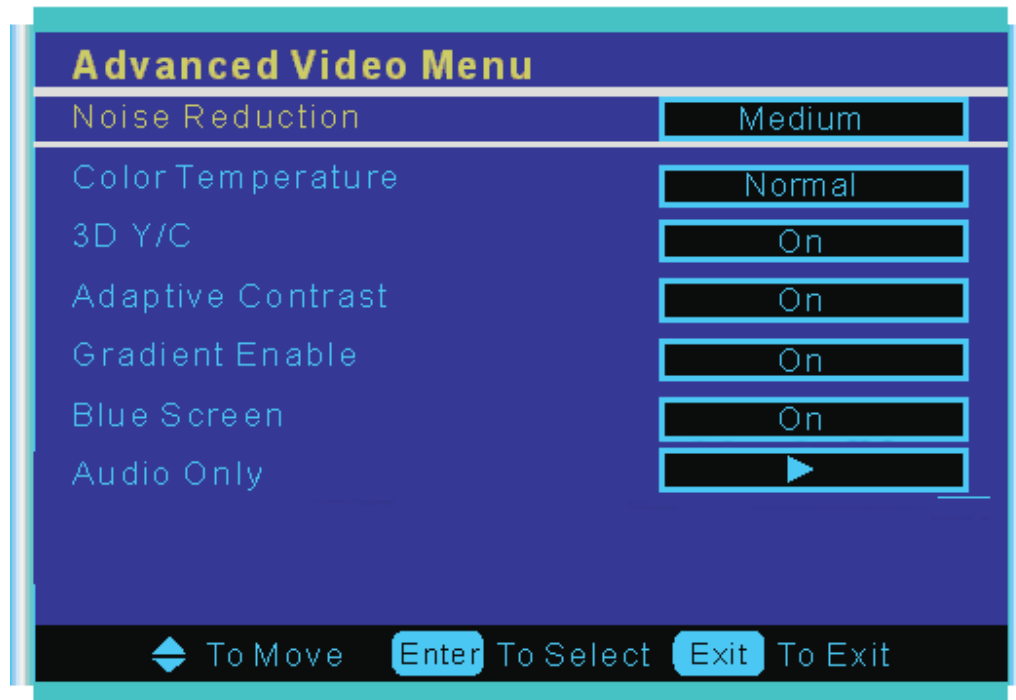 Advanced Video Menu
Noise Reduction Medium
Color Temperature Normal
3D Y/C On
Adaptive Contrast On
Gradient Enable On
Blue Screen On
Audio Only
To Move Enter To Select Exit To Exit